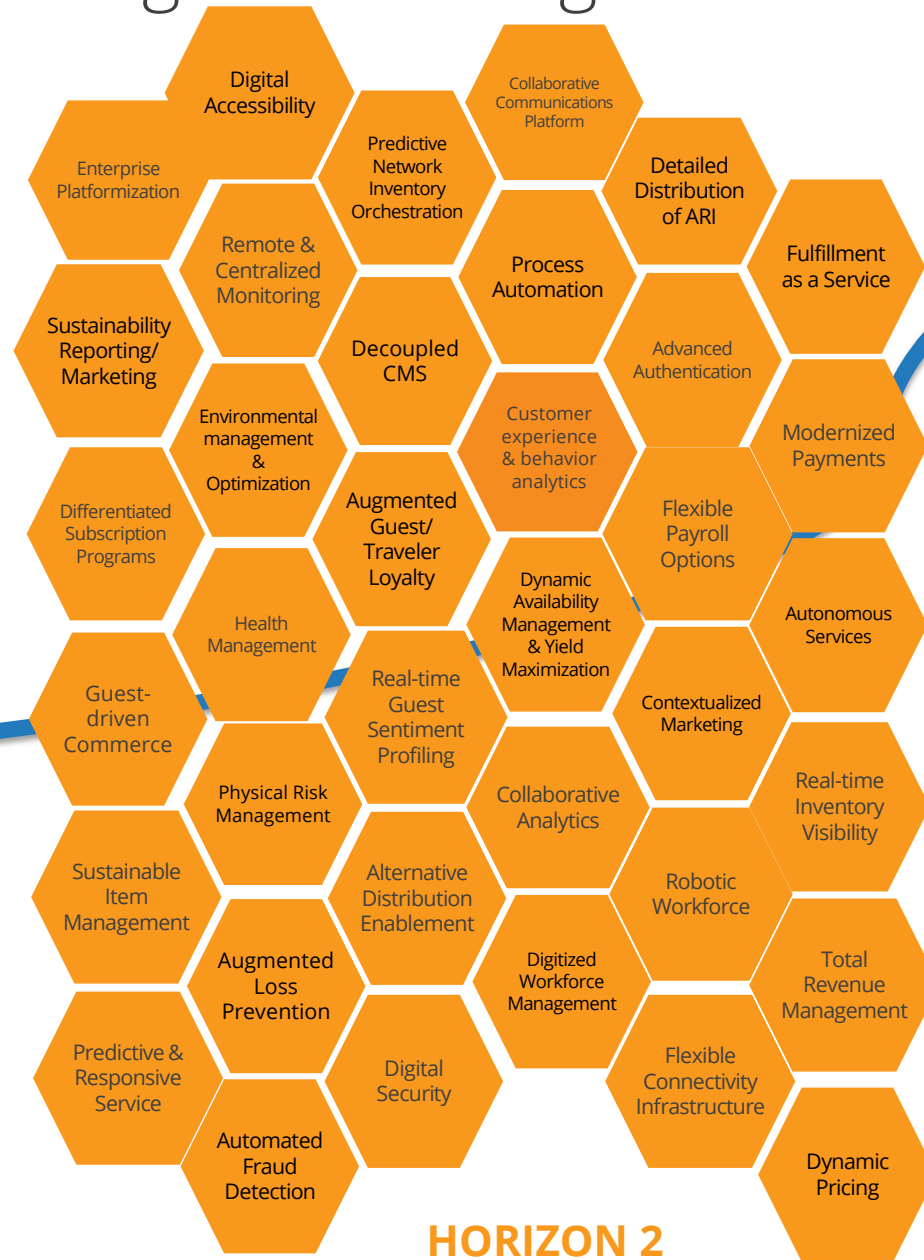 Digital
Accessibility
Collaborative
Communications
Platform
Enterprise
Platformization
Predictive
Network
Inventory
Orchestration
Detailed
Distribution
of ARI
Remote &
Centralized
Monitoring
Process
Automation
Fulfillment
as a Service
Sustainability
Reporting/
Marketing
Decoupled
CMS
Advanced
Authentication
Environmental
management
&
Optimization
Customer
experience
& behavior
analytics
Modernized
Payments
Differentiated
Subscription
Programs
Augmented
Guest/
Traveler
Loyalty
Flexible
Payroll
Options
Health
Management
Dynamic
Availability
Management
& Yield
Maximization
Autonomous
Services
Guest-
driven
Commerce
Real-time
Guest
Sentiment
Profiling
Contextualized
Marketing
Physical Risk
Management
Collaborative
Analytics
Real-time
Inventory
Visibility
Sustainable
Item
Management
Alternative
Distribution
Enablement
Robotic
Workforce
Augmented
Loss
Prevention
Digitized
Workforce
Management
Total
Revenue
Management
Predictive &
Responsive
Service
Digital
Security
Flexible
Connectivity
Infrastructure
Automated
Fraud
Detection
Dynamic
Pricing
HORIZON 2